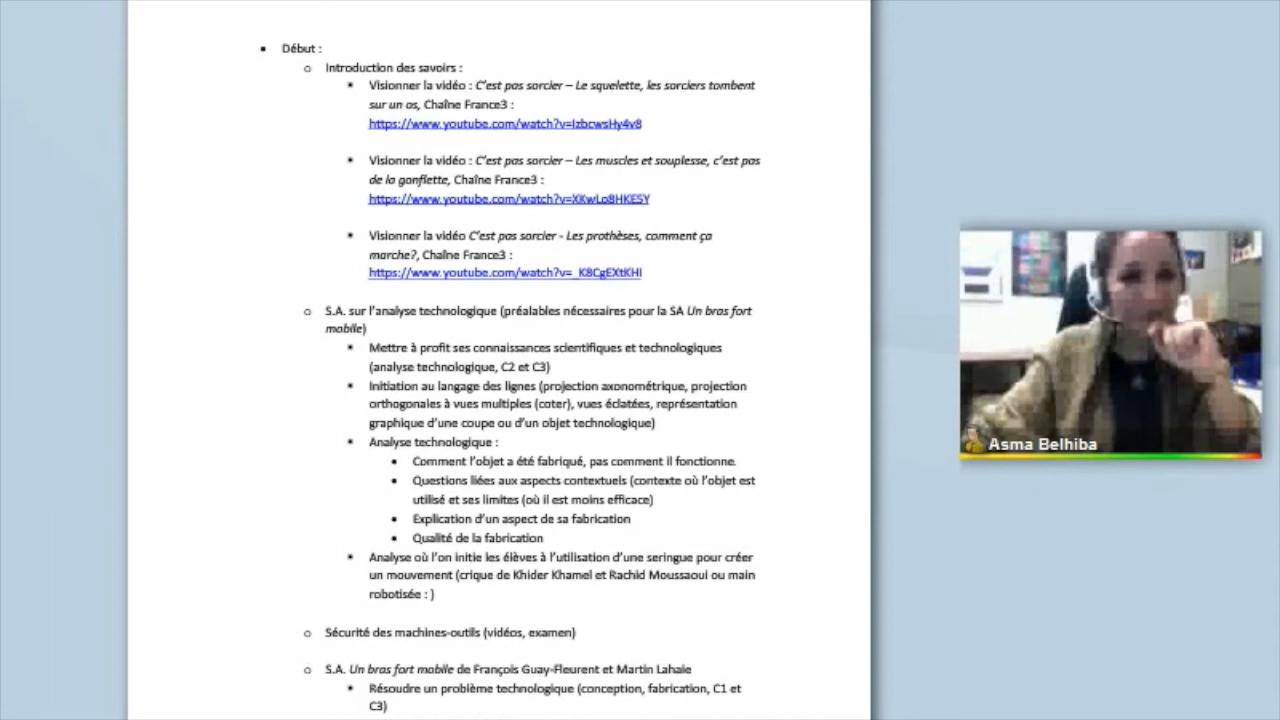 • Début :
o Introduction des savoirs :
▪ Visionner la vidéo : C’est pas sorcier – Le squelette, les sorciers tombent
sur un os, Chaîne France3 :
https://www.youtube.com/watch?v=IzbcwsHy4v8
▪ Visionner la vidéo : C’est pas sorcier – Les muscles et souplesse, c’est pas
de la gonflette, Chaîne France3 :
https://www.youtube.com/watch?v=XKwLo8HKE5Y
▪ Visionner la vidéo C’est pas sorcier - Les prothèses, comment ça
marche?, Chaîne France3 :
https://www.youtube.com/watch?v=_K8CgEXtKHI
o S.A. sur l’analyse technologique (préalables nécessaires pour la SA Un bras fort
mobile)
▪ Mettre à profit ses connaissances scientifiques et technologiques
(analyse technologique, C2 et C3)
▪ Initiation au langage des lignes (projection axonométrique, projection
orthogonales à vues multiples (coter), vues éclatées, représentation
graphique d’une coupe ou d’un objet technologique)
▪ Analyse technologique :
• Comment l’objet a été fabriqué, pas comment il fonctionne.
• Questions liées aux aspects contextuels (contexte où l’objet est
utilisé et ses limites (où il est moins efficace)
• Explication d’un aspect de sa fabrication
• Qualité de la fabrication
▪ Analyse où l’on initie les élèves à l’utilisation d’une seringue pour créer
un mouvement (crique de Khider Khamel et Rachid Moussaoui ou main
robotisée : )
o Sécurité des machines-outils (vidéos, examen)
o S.A. Un bras fort mobile de François Guay-Fleurent et Martin Lahaie
▪ Résoudre un problème technologique (conception, fabrication, C1 et
C3)
Asma Belhiba